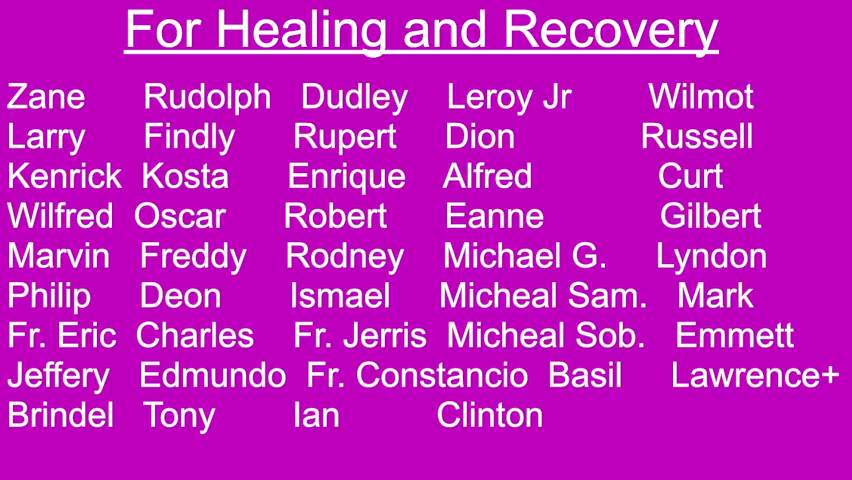 For Healing and Recovery
Zane Rudolph Dudley Leroy Jr Wilmot
Larry Findly Rupert Dion Russell
Kenrick Kosta Enrique Alfred Curt
Wilfred Oscar Robert Eanne Gilbert
Marvin Freddy Rodney Michael G. Lyndon
Philip Deon Ismael Micheal Sam. Mark
Fr. Eric Charles Fr. Jerris Micheal Sob. Emmett
Jeffery Edmundo Fr. Constancio Basil Lawrence+
Brindel Tony Ian Clinton